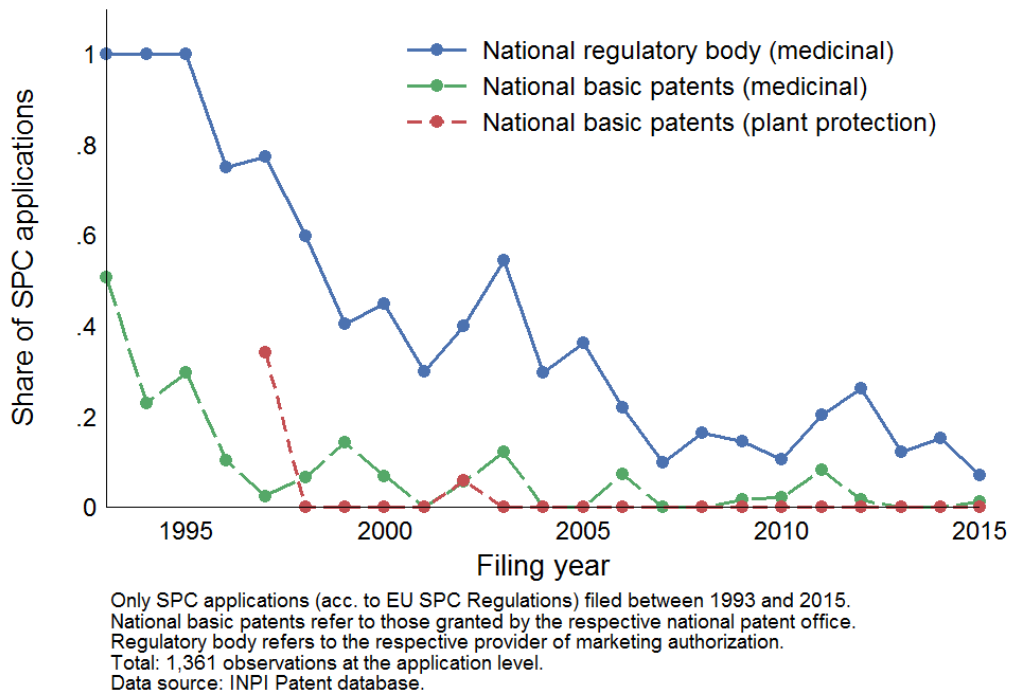 National regulatory body (medicinal)
National basic patents (medicinal)
National basic patents (plant protection)
Share of SPC applications
1
.8
.6
.4
.2
0
1995
2000
2005
2010
2015
Filing year
Only SPC applications (acc. to EU SPC Regulations) filed between 1993 and 2015.
National basic patents refer to those granted by the respective national patent office.
Regulatory body refers to the respective provider of marketing authorization.
Total: 1,361 observations at the application level.
Data source: INPI Patent database.